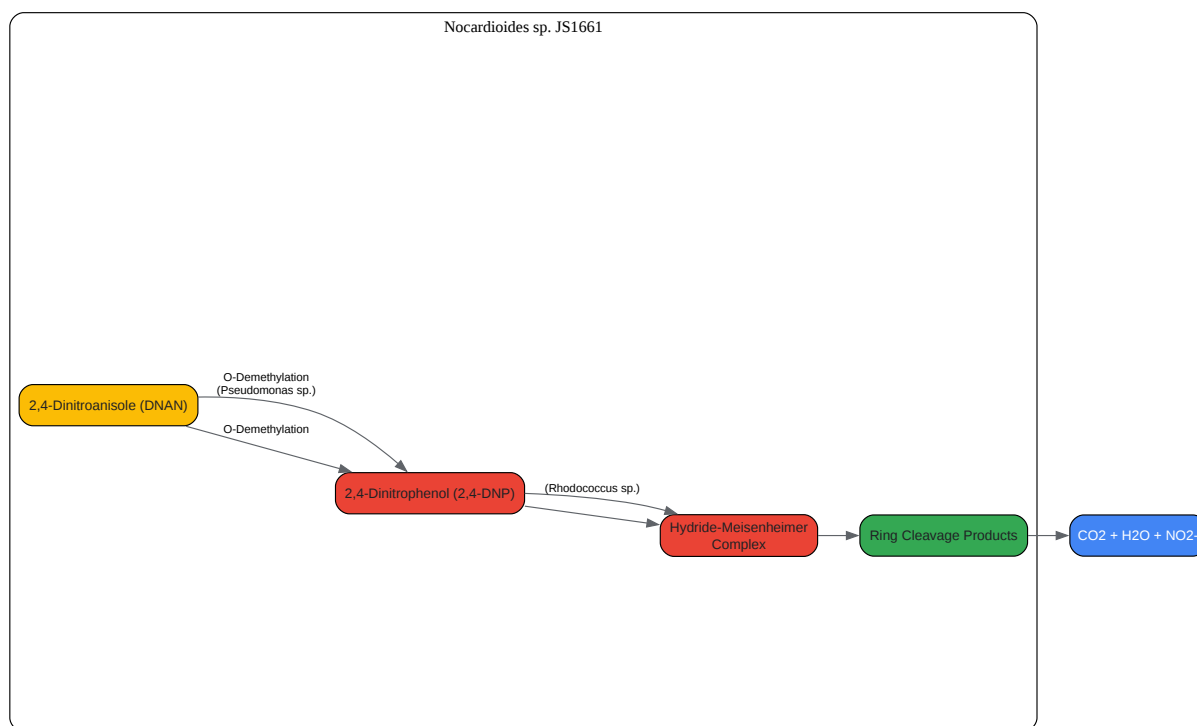 Nocardioides sp. JS1661
O-Demethylation
(Pseudomonas sp.)
2,4-Dinitroanisole (DNAN)
O-Demethylation
2,4-Dinitrophenol (2,4-DNP)
(Rhodococcus sp.)
Hydride-Meisenheimer
Complex
Ring Cleavage Products
CO2 + H2O + NO2-